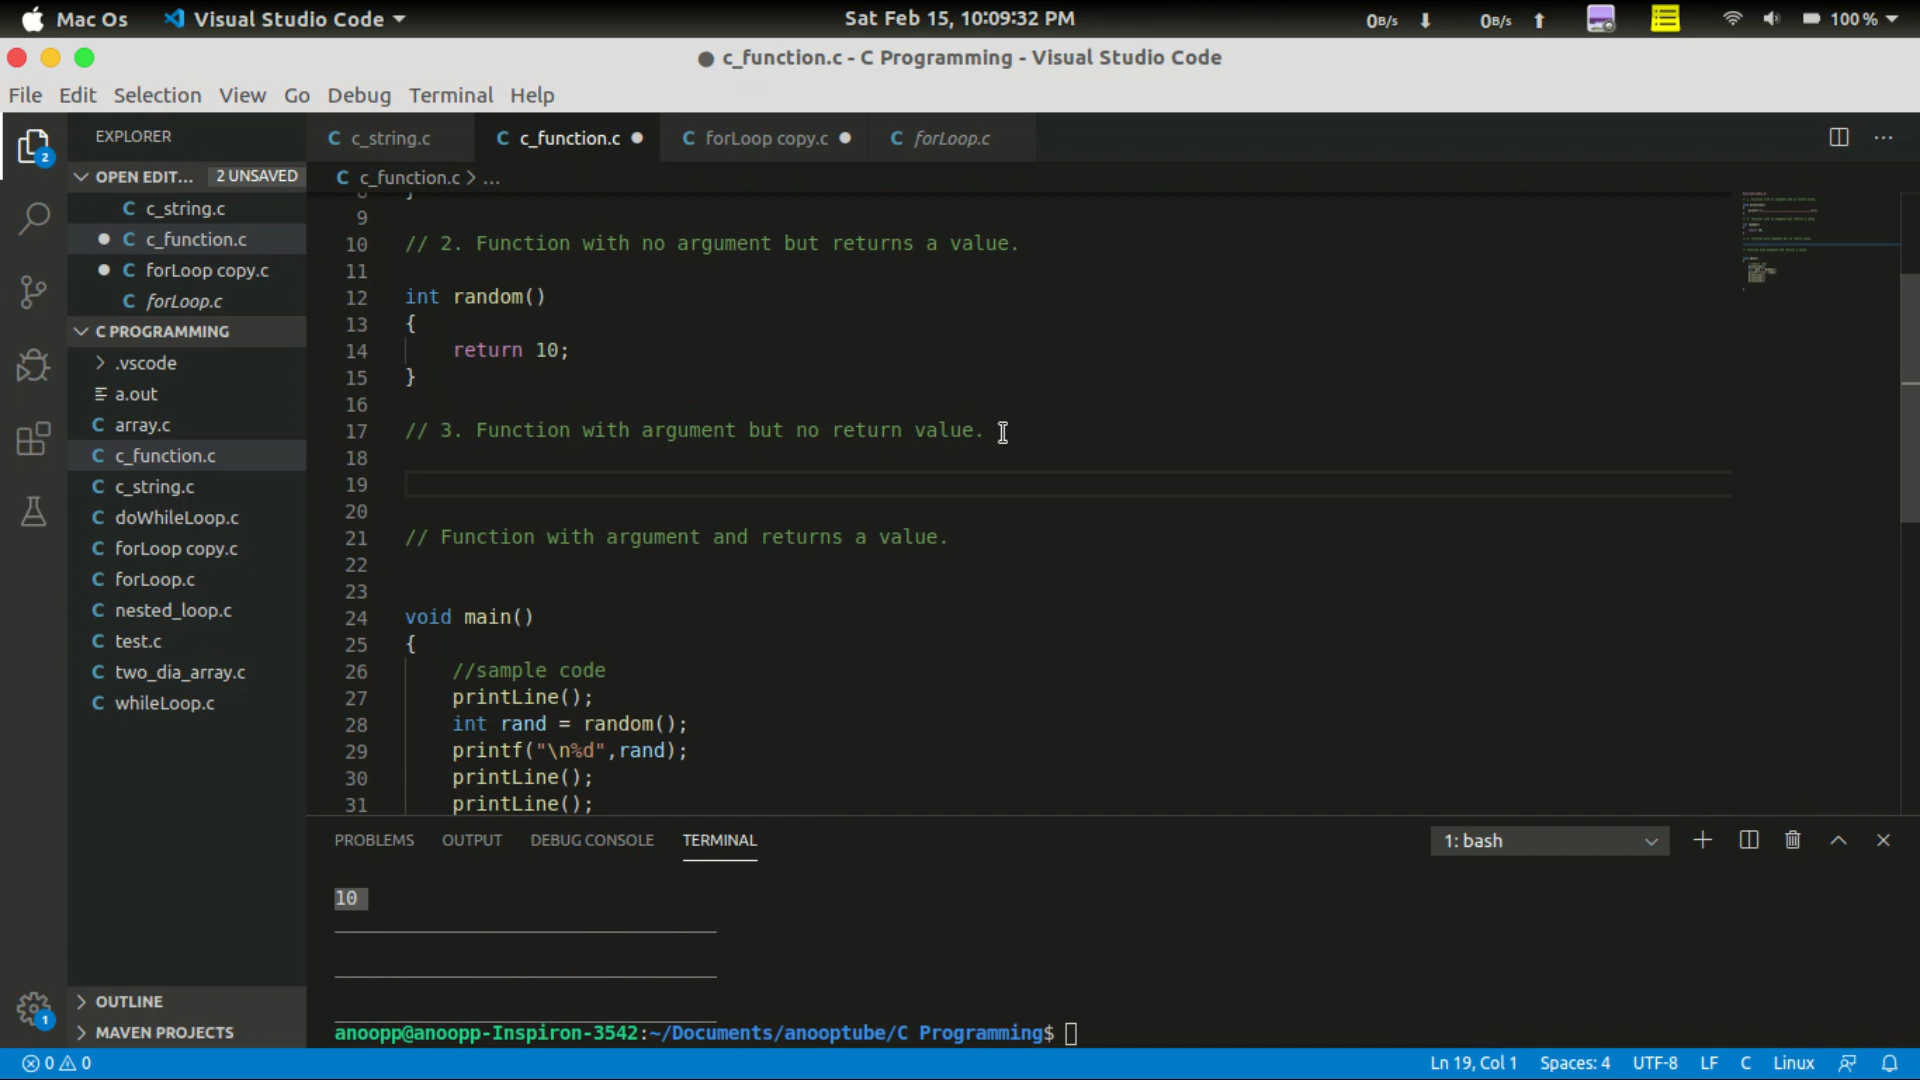 Mac Os Visual Studio Code Sat Feb 15, 10:09:32 PM 0B/s 0B/s 100 %
c_function.c - C Programming - Visual Studio Code
File Edit Selection View Go Debug Terminal Help
EXPLORER c_string.c c_function.c forLoop copy.c forLoop.c
OPEN EDIT... 2 UNSAVED c_function.c > ...
C c_string.c
C c_function.c
C forLoop copy.c
C forLoop.c
C PROGRAMMING
.vscode
a.out
C array.c
C c_function.c
C c_string.c
C doWhileLoop.c
C forLoop copy.c
C forLoop.c
C nested_loop.c
C test.c
C two_dia_array.c
C whileLoop.c
OUTLINE
MAVEN PROJECTS
2
1
9
10 // 2. Function with no argument but returns a value.
11
12 int random()
13 {
14 return 10;
15 }
16
17 // 3. Function with argument but no return value.
18
19
20
21 // Function with argument and returns a value.
22
23
24 void main()
25 {
26 //sample code
27 printLine();
28 int rand = random();
29 printf("\n%d",rand);
30 printLine();
31 printLine();
PROBLEMS OUTPUT DEBUG CONSOLE TERMINAL 1: bash
10
anoopp@anoopp-Inspiron-3542:~/Documents/anooptube/C Programming$
0 0 Ln 19, Col 1 Spaces: 4 UTF-8 LF C Linux